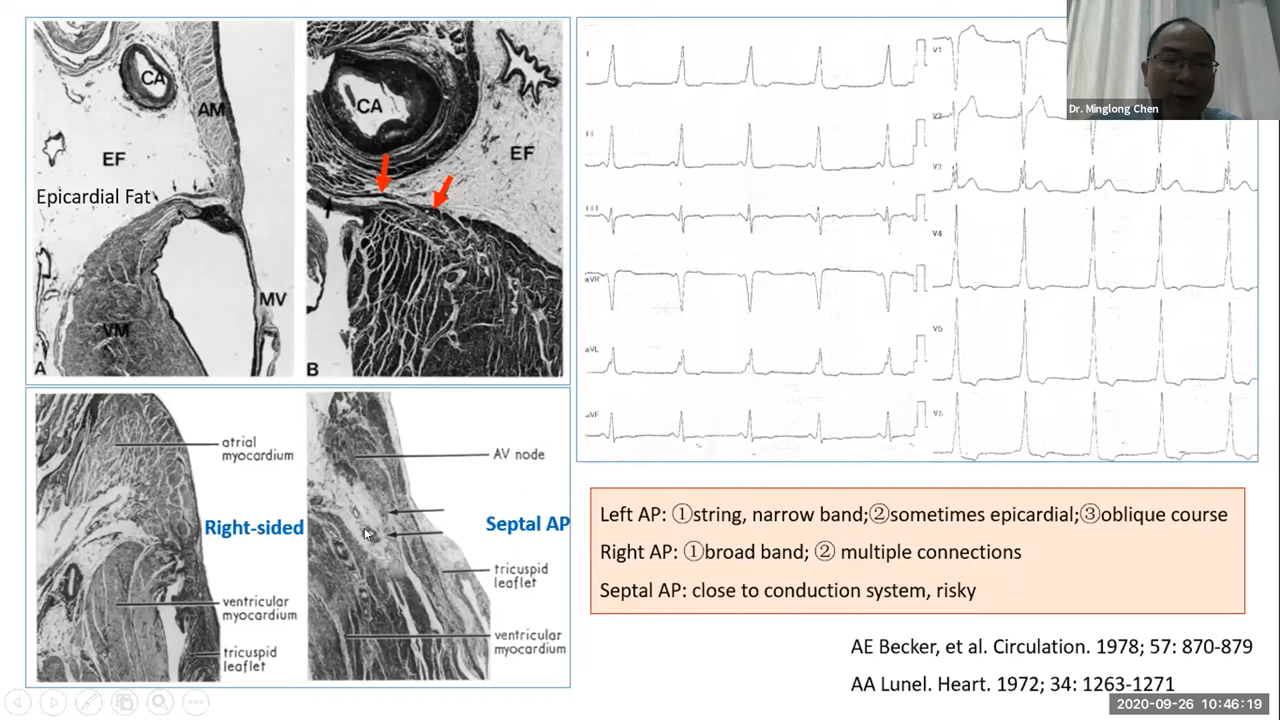 CA
AM
EF
Epicardial Fat
MV
VM
A
CA
EF
B
atrial
myocardium
Right-sided
ventricular
myocardium
tricuspid
leaflet
AV node
Septal AP
tricuspid
leaflet
ventricular
myocardium
I
II
III
aVR
aVL
aVF
V1
V2
V3
V4
V5
V6
Dr. Minglong Chen
Left AP: ①string, narrow band;②sometimes epicardial;③oblique course
Right AP: ①broad band; ② multiple connections
Septal AP: close to conduction system, risky
AE Becker, et al. Circulation. 1978; 57: 870-879
AA Lunel. Heart. 1972; 34: 1263-1271
2020-09-26 10:46:19